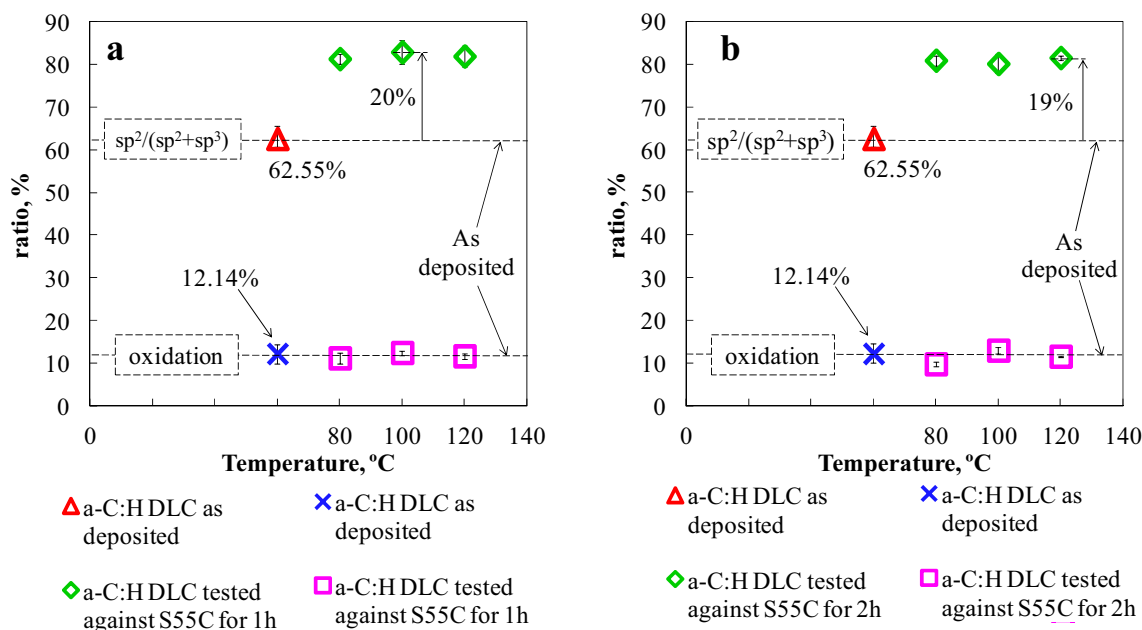 a
90
80
70
60
50
40
30
20
10
0
ratio, %
20%
sp²/(sp²+sp³)
62.55%
As
deposited
12.14%
oxidation
0
80
100
120
140
Temperature, ºC
a-C:H DLC as
deposited
a-C:H DLC as
deposited
a-C:H DLC tested
against S55C for 1h
a-C:H DLC tested
against S55C for 1h
b
90
80
70
60
50
40
30
20
10
0
ratio, %
19%
sp²/(sp²+sp³)
62.55%
As
deposited
12.14%
oxidation
0
80
100
120
140
Temperature, ºC
a-C:H DLC as
deposited
a-C:H DLC as
deposited
a-C:H DLC tested
against S55C for 2h
a-C:H DLC tested
against S55C for 2h